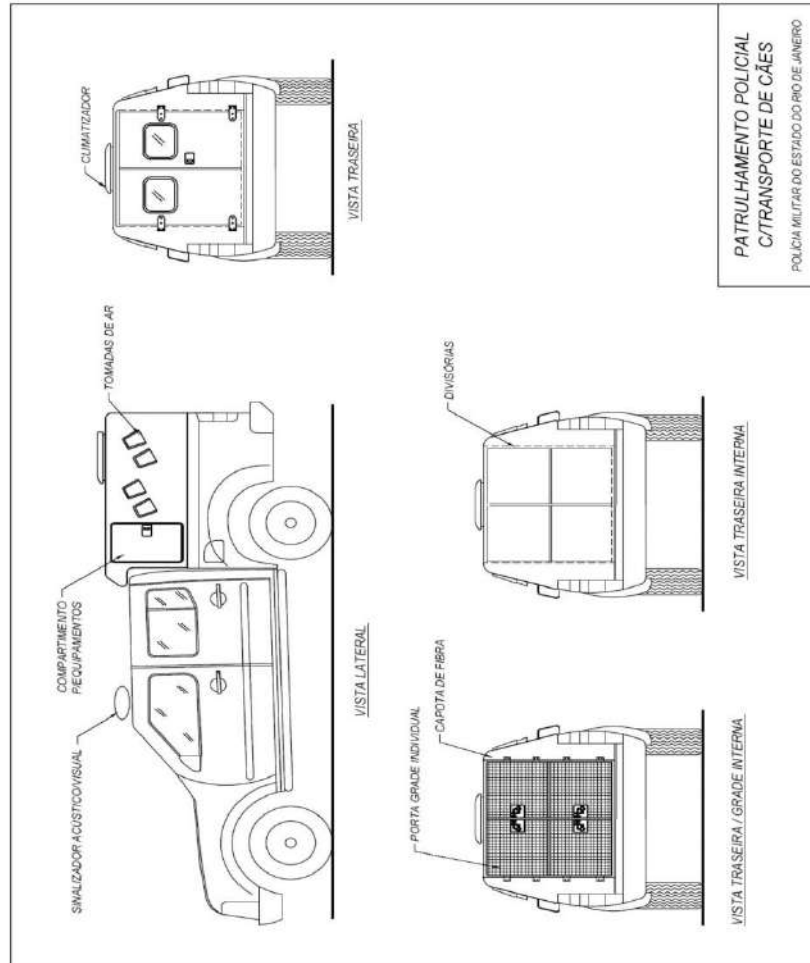 SINALIZADOR ACÚSTICO/VISUAL
COMPARTIMENTO
P/EQUIPAMENTOS
TOMADAS DE AR
CLIMATIZADOR
VISTA LATERAL
VISTA TRASEIRA
PORTA GRADE INDIVIDUAL
CAPOTA DE FIBRA
DIVISÓRIAS
VISTA TRASEIRA / GRADE INTERNA
VISTA TRASEIRA INTERNA
PATRULHAMENTO POLICIAL
C/TRANSPORTE DE CÃES
POLÍCIA MILITAR DO ESTADO DO RIO DE JANEIRO